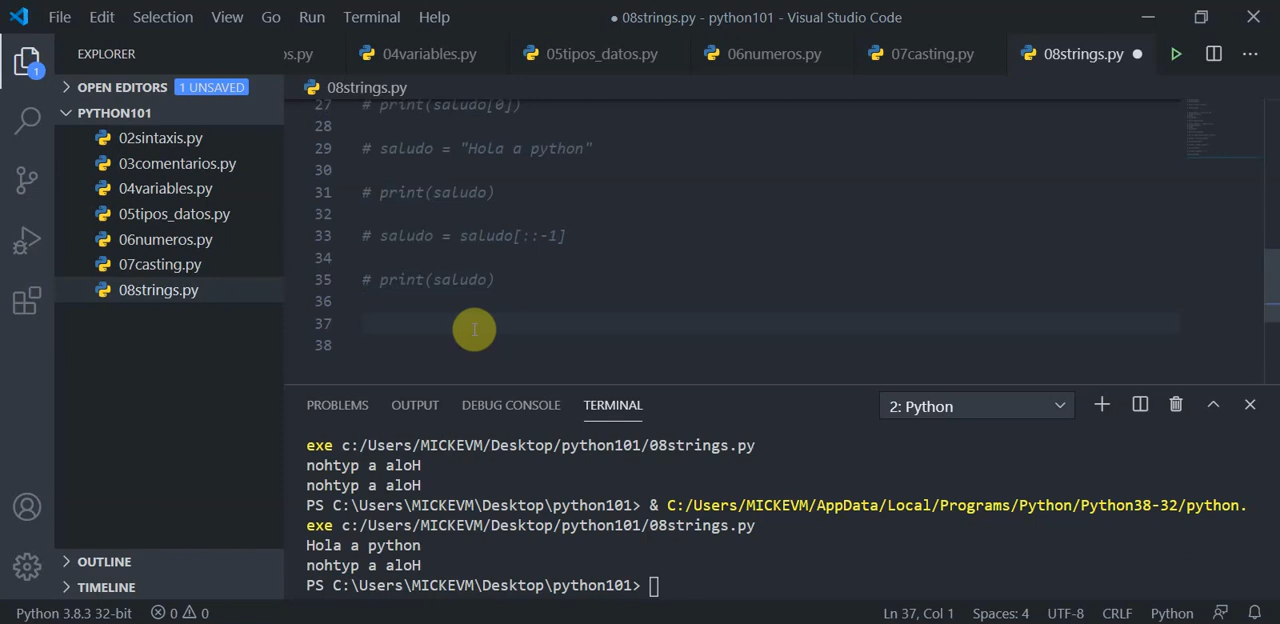 File Edit Selection View Go Run Terminal Help ● 08strings.py - python101 - Visual Studio Code
EXPLORER
OPEN EDITORS 1 UNSAVED
PYTHON101
02sintaxis.py
03comentarios.py
04variables.py
05tipos_datos.py
06numeros.py
07casting.py
08strings.py
OUTLINE
TIMELINE
os.py 04variables.py 05tipos_datos.py 06numeros.py 07casting.py 08strings.py
08strings.py
27 # print(saludo[0])
28
29 # saludo = "Hola a python"
30
31 # print(saludo)
32
33 # saludo = saludo[::-1]
34
35 # print(saludo)
36
37
38
PROBLEMS OUTPUT DEBUG CONSOLE TERMINAL 2: Python
exe c:/Users/MICKEVM/Desktop/python101/08strings.py
nohtyp a aloH
nohtyp a aloH
PS C:\Users\MICKEVM\Desktop\python101> & C:/Users/MICKEVM/AppData/Local/Programs/Python/Python38-32/python.
exe c:/Users/MICKEVM/Desktop/python101/08strings.py
Hola a python
nohtyp a aloH
PS C:\Users\MICKEVM\Desktop\python101>
1
Python 3.8.3 32-bit 0 0 Ln 37, Col 1 Spaces: 4 UTF-8 CRLF Python